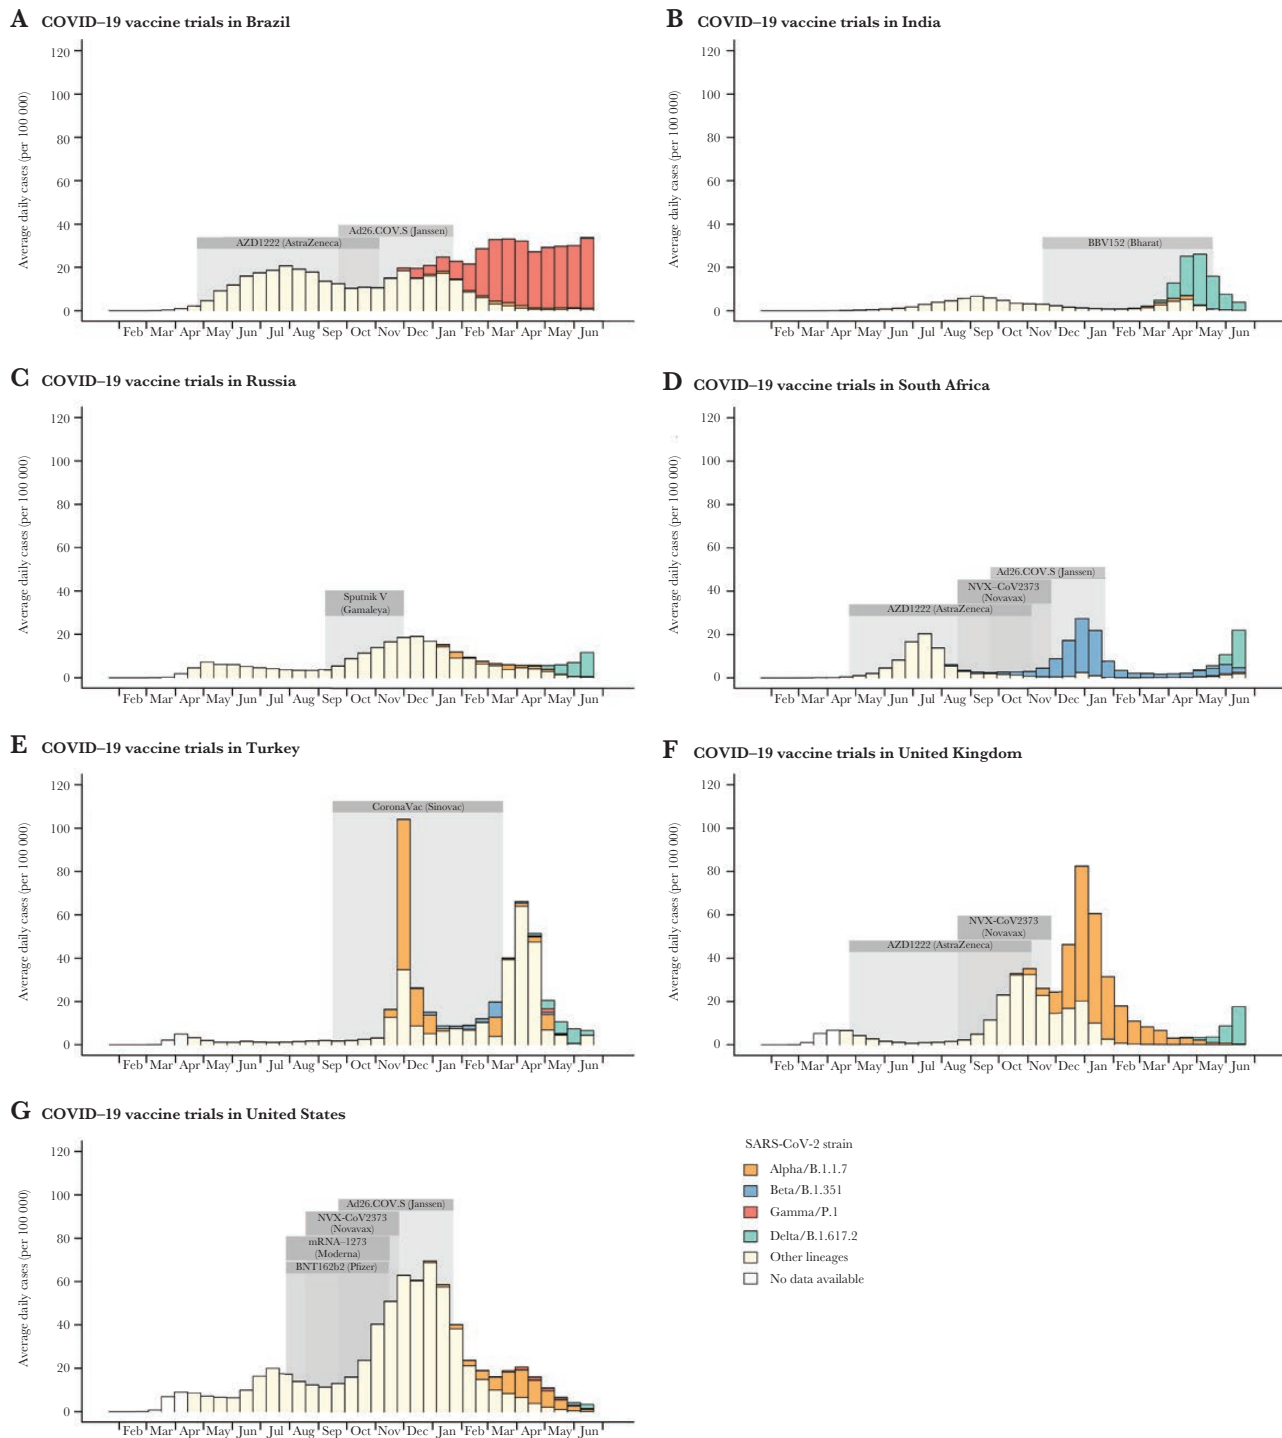 A COVID–19 vaccine trials in Brazil
Average daily cases (per 100 000)
120
100
80
60
40
20
0
Ad26.COV.S (Janssen)
AZD1222 (AstraZeneca)
Feb Mar Apr May Jun Jul Aug Sep Oct Nov Dec Jan Feb Mar Apr May Jun
B COVID–19 vaccine trials in India
Average daily cases (per 100 000)
120
100
80
60
40
20
0
BBV152 (Bharat)
Feb Mar Apr May Jun Jul Aug Sep Oct Nov Dec Jan Feb Mar Apr May Jun
C COVID–19 vaccine trials in Russia
Average daily cases (per 100 000)
120
100
80
60
40
20
0
Sputnik V
(Gamaleya)
Feb Mar Apr May Jun Jul Aug Sep Oct Nov Dec Jan Feb Mar Apr May Jun
D COVID–19 vaccine trials in South Africa
Average daily cases (per 100 000)
120
100
80
60
40
20
0
Ad26.COV.S (Janssen)
NVX–CoV2373
(Novavax)
AZD1222 (AstraZeneca)
Feb Mar Apr May Jun Jul Aug Sep Oct Nov Dec Jan Feb Mar Apr May Jun
E COVID–19 vaccine trials in Turkey
Average daily cases (per 100 000)
120
100
80
60
40
20
0
CoronaVac (Sinovac)
Feb Mar Apr May Jun Jul Aug Sep Oct Nov Dec Jan Feb Mar Apr May Jun
F COVID–19 vaccine trials in United Kingdom
Average daily cases (per 100 000)
120
100
80
60
40
20
0
NVX-CoV2373
(Novavax)
AZD1222 (AstraZeneca)
Feb Mar Apr May Jun Jul Aug Sep Oct Nov Dec Jan Feb Mar Apr May Jun
G COVID–19 vaccine trials in United States
Average daily cases (per 100 000)
120
100
80
60
40
20
0
Ad26.COV.S (Janssen)
NVX-CoV2373
(Novavax)
mRNA–1273
(Moderna)
BNT162b2 (Pfizer)
Feb Mar Apr May Jun Jul Aug Sep Oct Nov Dec Jan Feb Mar Apr May Jun
SARS-CoV-2 strain
Alpha/B.1.1.7
Beta/B.1.351
Gamma/P.1
Delta/B.1.617.2
Other lineages
No data available